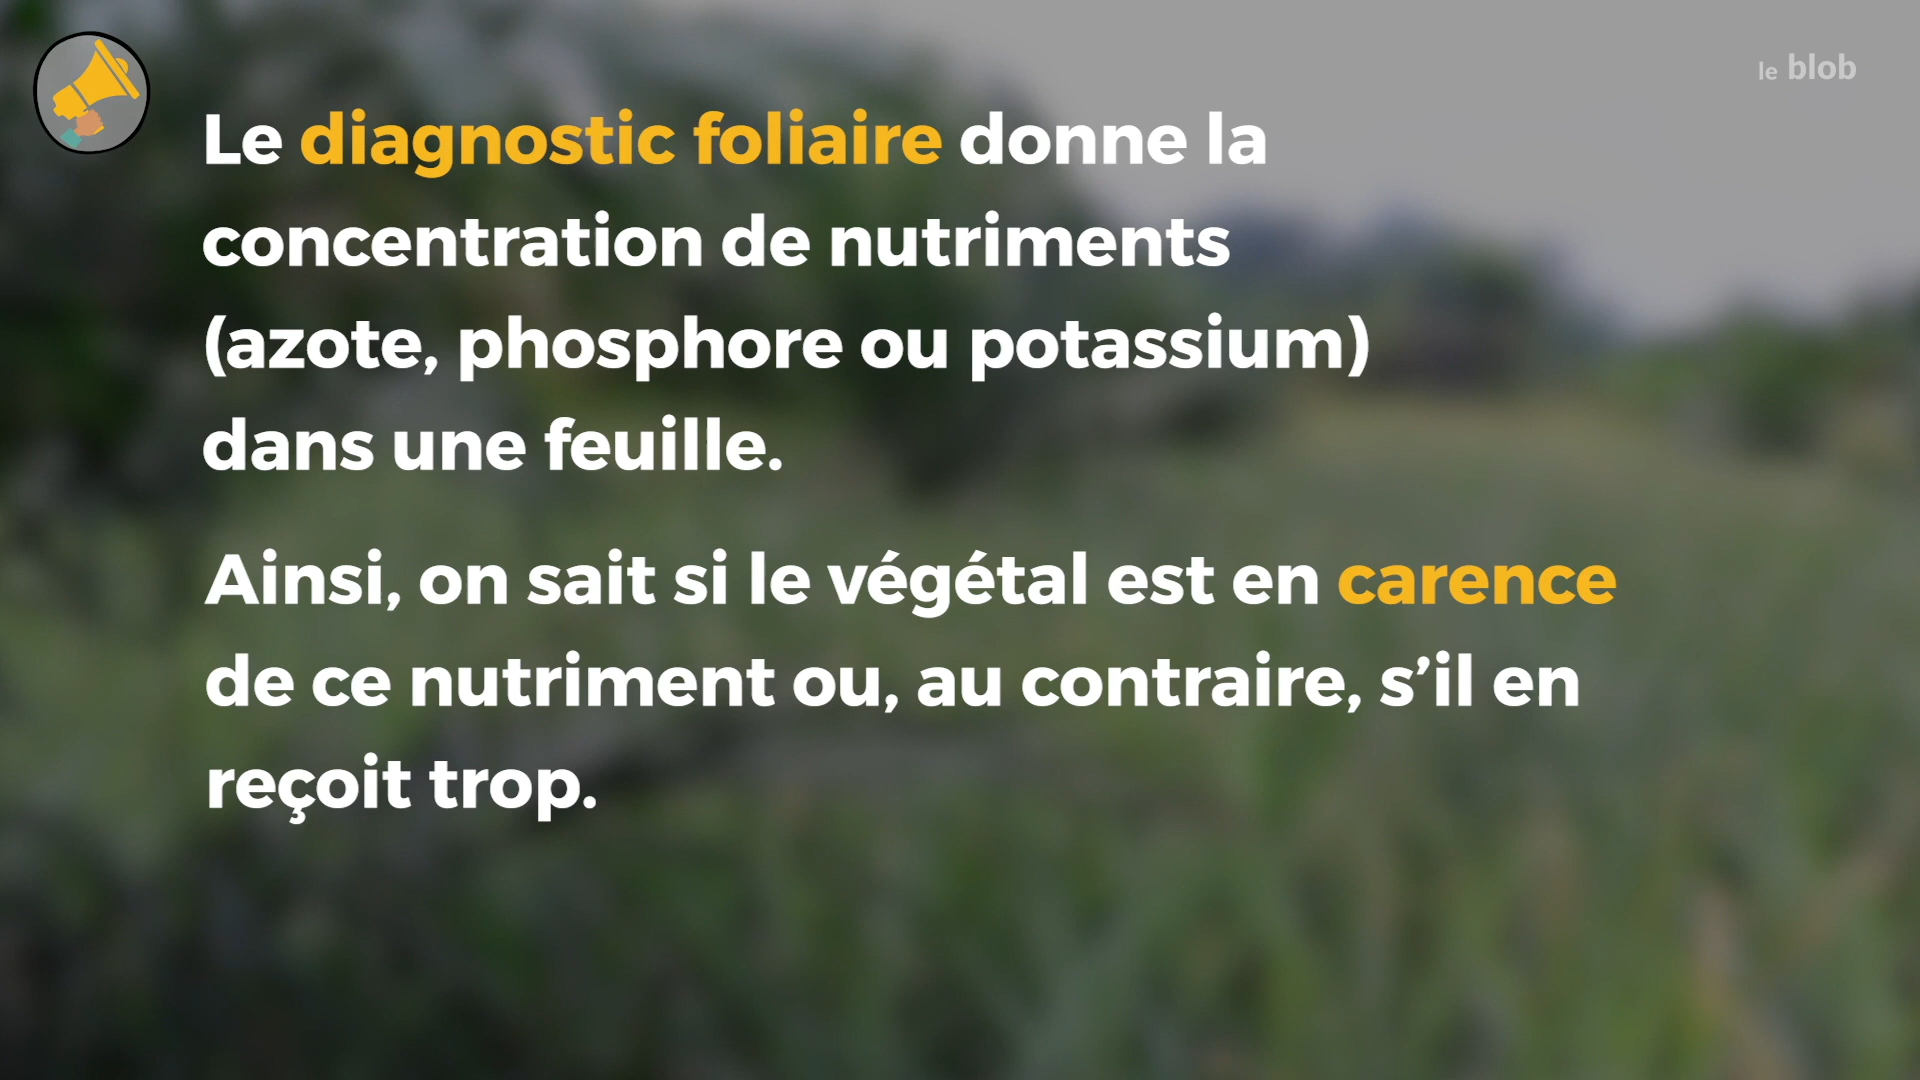 le blob
Le diagnostic foliaire donne la
concentration de nutriments
(azote, phosphore ou potassium)
dans une feuille.
Ainsi, on sait si le végétal est en carence
de ce nutriment ou, au contraire, s’il en
reçoit trop.